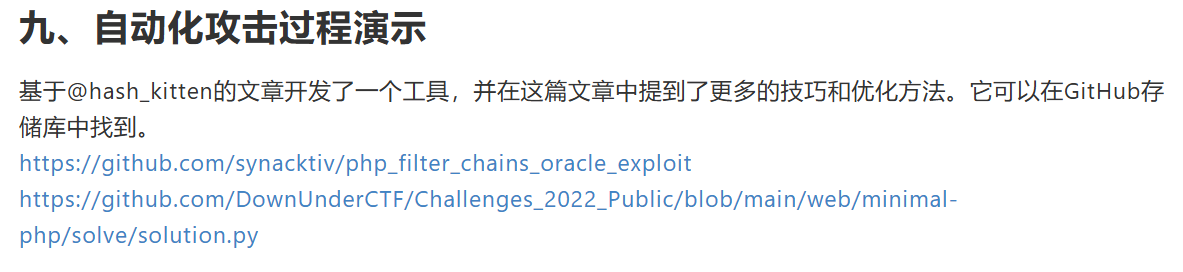 九、自动化攻击过程演示
基于@hash_kitten的文章开发了一个工具，并在这篇文章中提到了更多的技巧和优化方法。它可以在GitHub存
储库中找到。
https://github.com/synacktiv/php_filter_chains_oracle_exploit
https://github.com/DownUnderCTF/Challenges_2022_Public/blob/main/web/minimal-
php/solve/solution.py